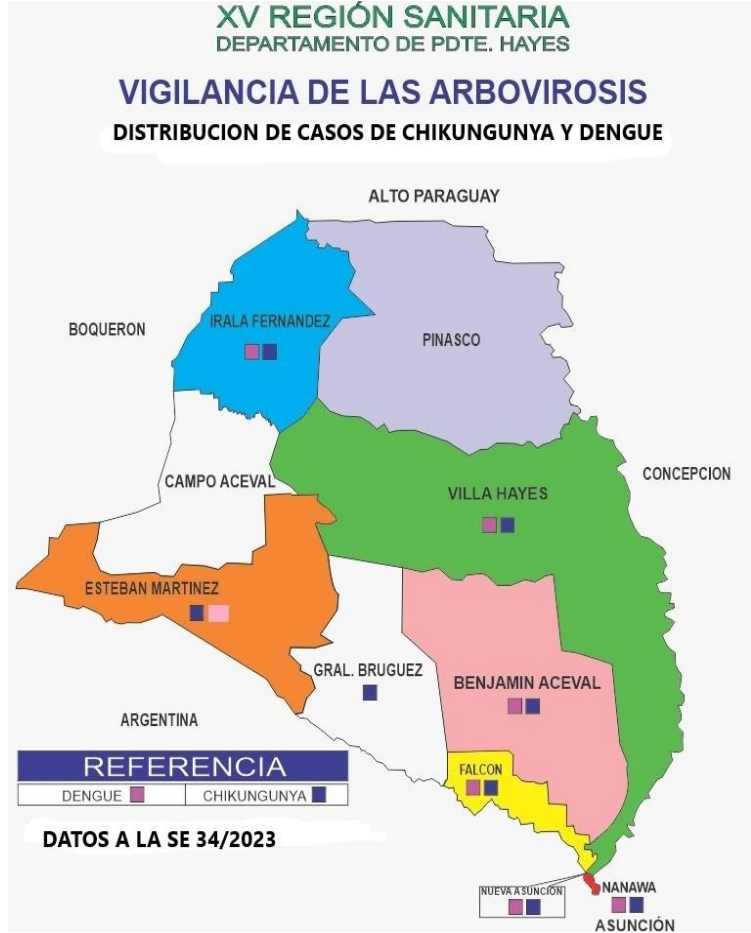 XV REGIÓN SANITARIA
DEPARTAMENTO DE PDTE. HAYES
VIGILANCIA DE LAS ARBOVIROSIS
DISTRIBUCION DE CASOS DE CHIKUNGUNYA Y DENGUE
ALTO PARAGUAY
BOQUERON
IRALA FERNANDEZ
PINASCO
CAMPO ACEVAL
CONCEPCION
VILLA HAYES
ESTEBAN MARTINEZ
GRAL. BRUGUEZ
BENJAMIN ACEVAL
ARGENTINA
REFERENCIA
DENGUE
CHIKUNGUNYA
FALCON
DATOS A LA SE 34/2023
NUEVA ASUNCIÓN
NANAWA
ASUNCIÓN